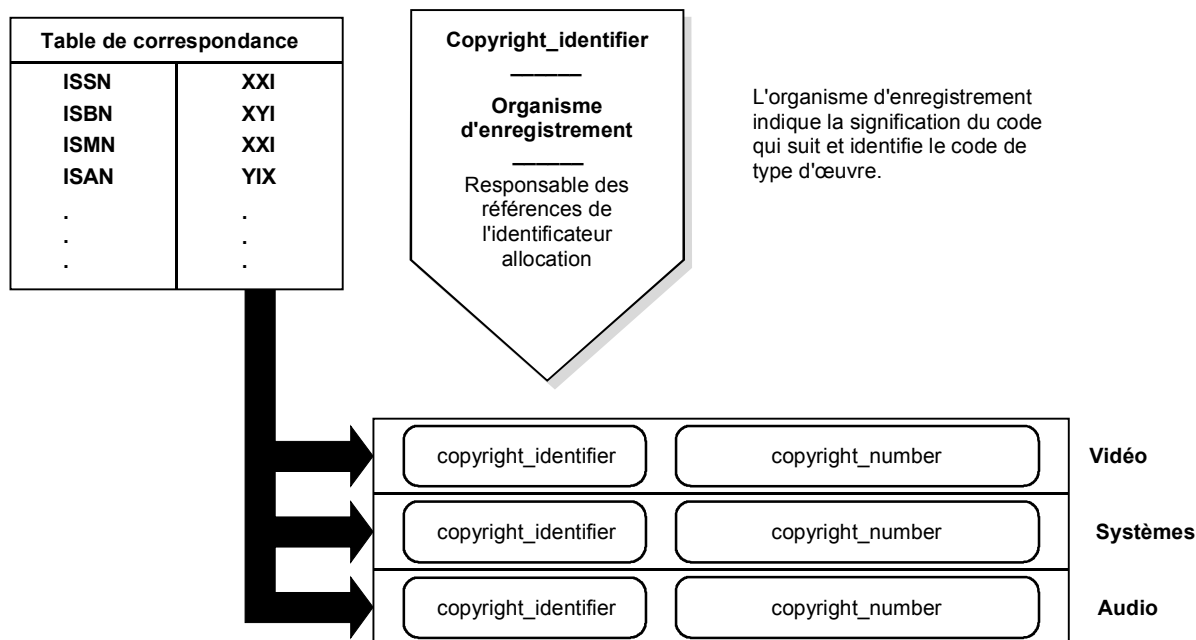 Table de correspondance
ISSN XXI
ISBN XYI
ISMN XXI
ISAN YIX
. .
. .
. .
Copyright_identifier
______
Organisme
d'enregistrement
______
Responsable des
références de
l'identificateur
allocation
L'organisme d'enregistrement
indique la signification du code
qui suit et identifie le code de
type d'œuvre.
copyright_identifier copyright_number Vidéo
copyright_identifier copyright_number Systèmes
copyright_identifier copyright_number Audio